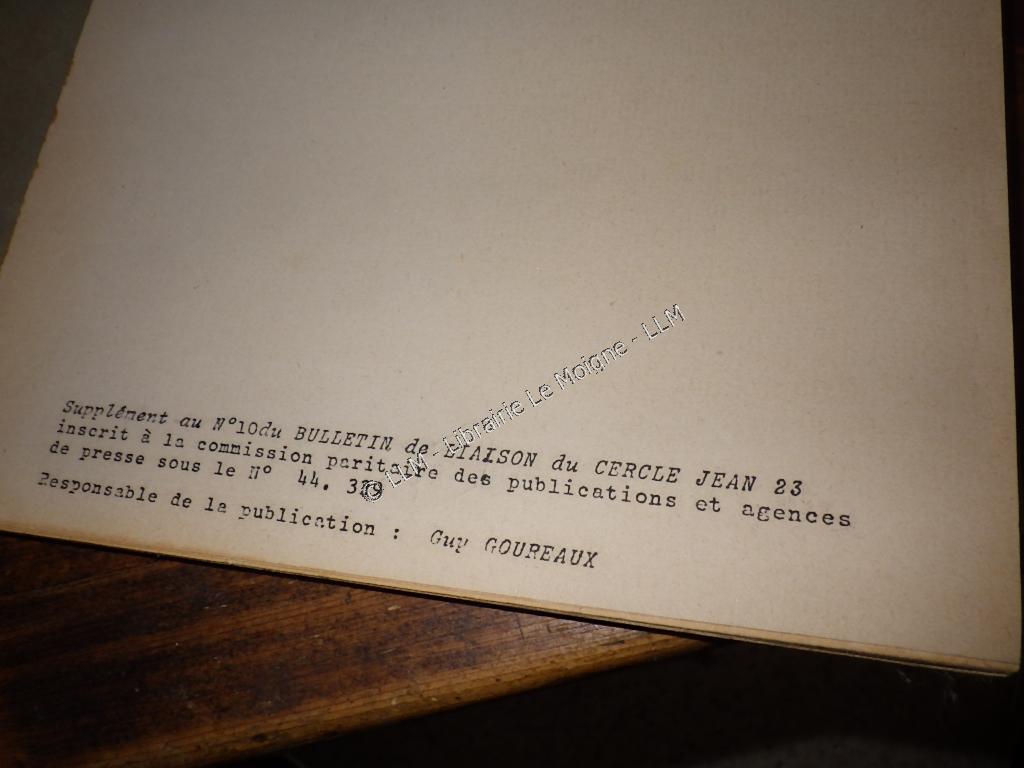 Supplément au N°10du BULLETIN de LIAISON du CERCLE JEAN 23
inscrit à la commission paritaire des publications et agences
de presse sous le N° 44.
Responsable de la publication : Guy GOUREAUX
© LLM - Librairie Le Moigne - LLM